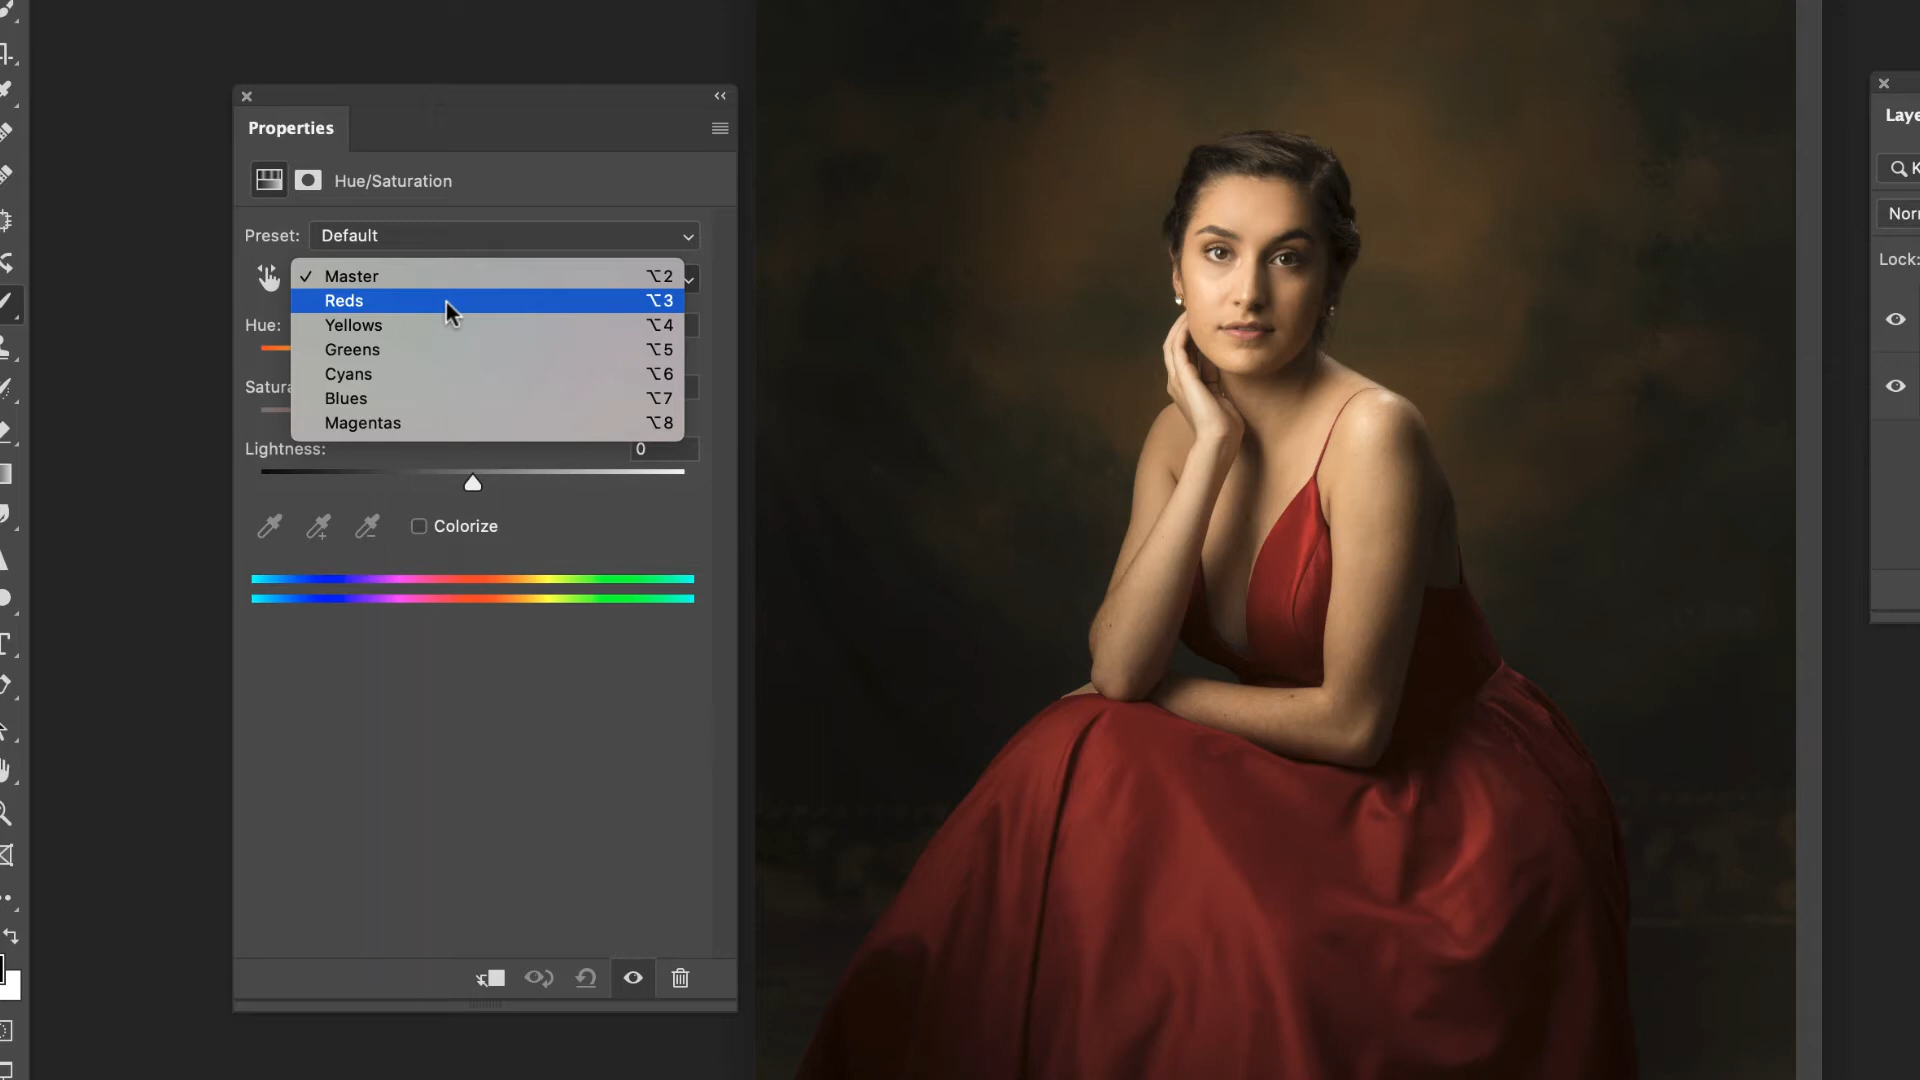 Properties
Hue/Saturation
Preset: Default
✓ Master ⌥2
Reds ⌥3
Hue:
Yellows ⌥4
Greens ⌥5
Cyans ⌥6
Satura
Blues ⌥7
Magentas ⌥8
Lightness: 0
Colorize
Laye
K
Nor
Lock: